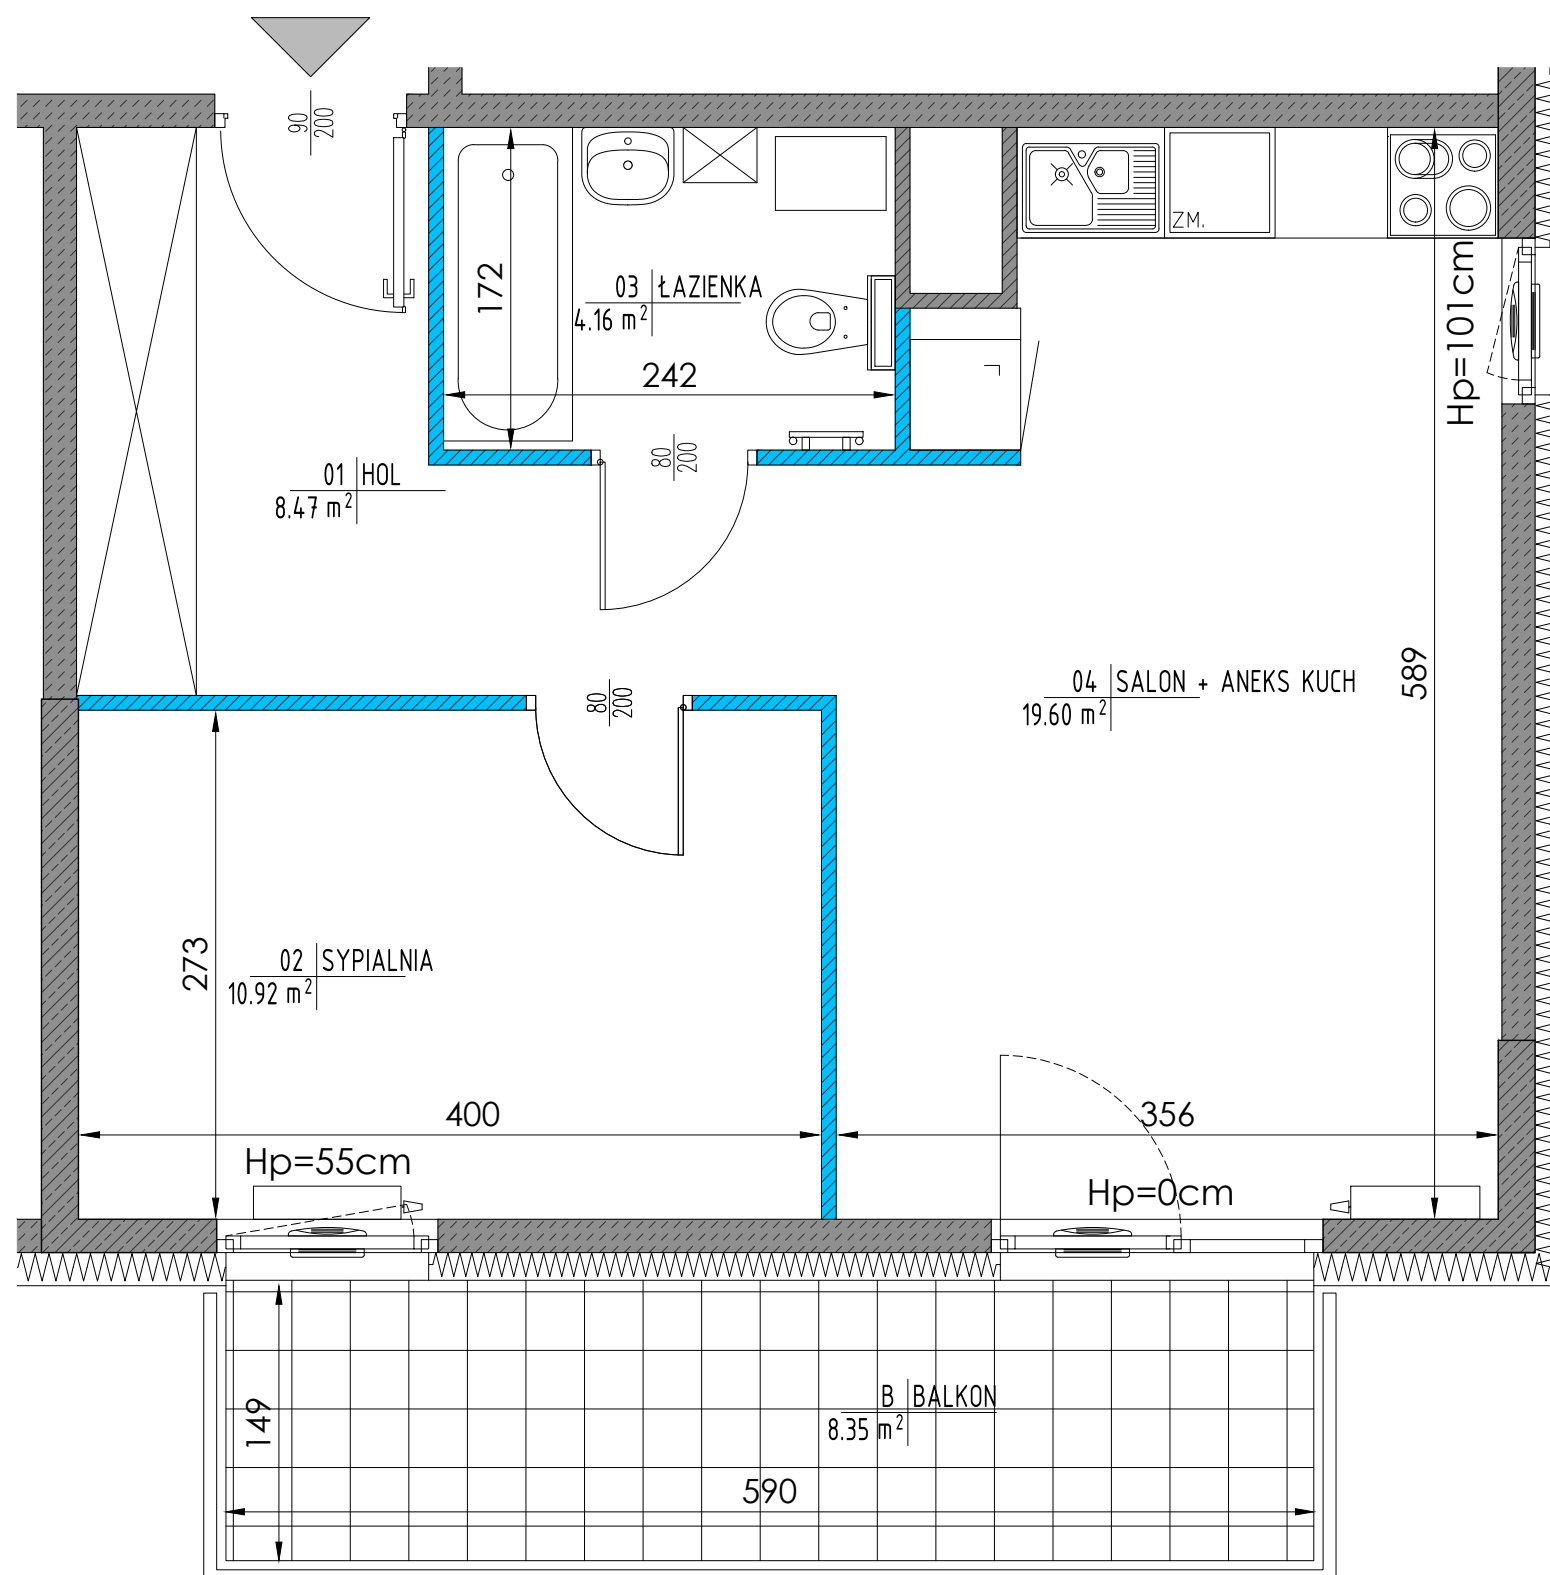 90
200
ZM.
Hp=101cm
172
03 ŁAZIENKA
4.16 m²
242
80
200
01 HOL
8.47 m²
80
200
04 SALON + ANEKS KUCH
19.60 m²
589
273
02 SYPIALNIA
10.92 m²
400
356
Hp=55cm
Hp=0cm
149
B BALKON
8.35 m²
590